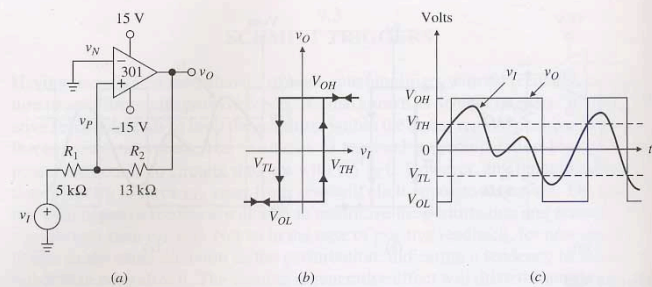 15 V
v_N
301
v_O
v_P
−15 V
R_1
R_2
5 kΩ
13 kΩ
v_I
(a)
v_O
V_OH
v_I
V_TL
V_TH
V_OL
(b)
Volts
v_I
v_O
V_OH
V_TH
0
t
V_TL
V_OL
(c)